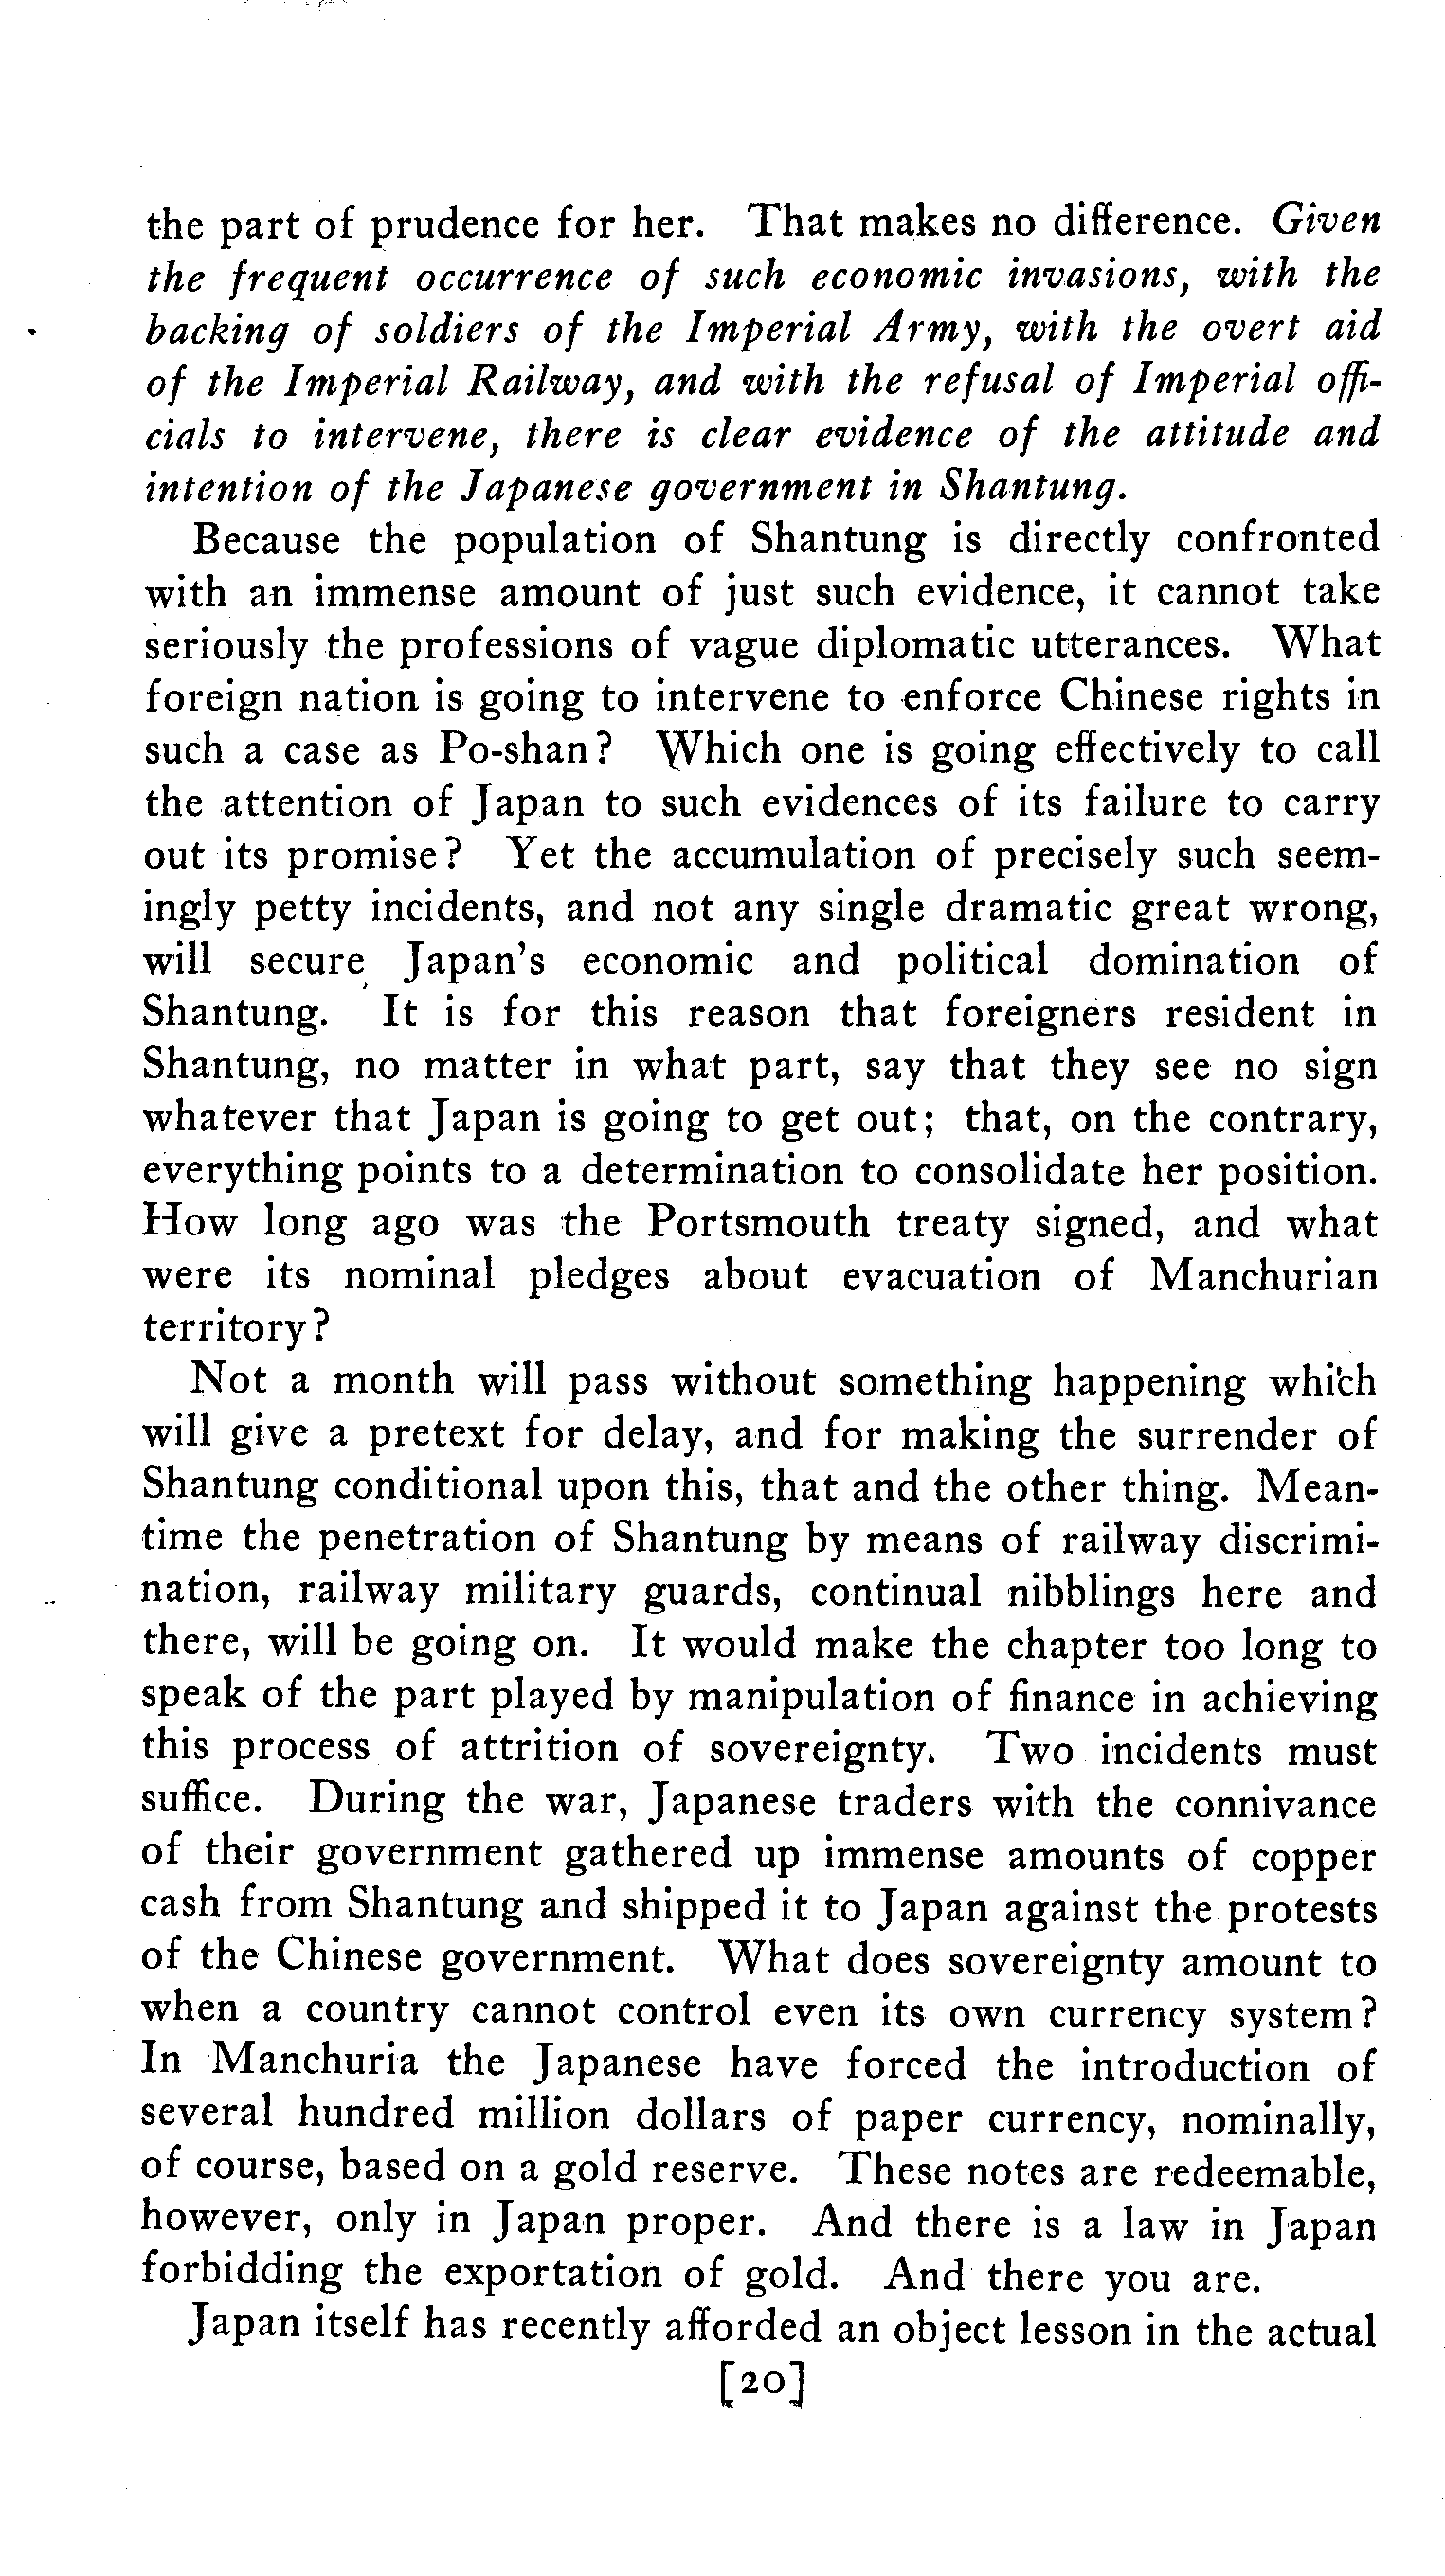 the part of prudence for her. That makes no difference. Given
the frequent occurrence of such economic invasions, with the
backing of soldiers of the Imperial Army, with the overt aid
of the Imperial Railway, and with the refusal of Imperial offi-
cials to intervene, there is clear evidence of the attitude and
intention of the Japanese government in Shantung.
Because the population of Shantung is directly confronted
with an immense amount of just such evidence, it cannot take
seriously the professions of vague diplomatic utterances. What
foreign nation is going to intervene to enforce Chinese rights in
such a case as Po-shan? Which one is going effectively to call
the attention of Japan to such evidences of its failure to carry
out its promise? Yet the accumulation of precisely such seem-
ingly petty incidents, and not any single dramatic great wrong,
will secure Japan's economic and political domination of
Shantung. It is for this reason that foreigners resident in
Shantung, no matter in what part, say that they see no sign
whatever that Japan is going to get out; that, on the contrary,
everything points to a determination to consolidate her position.
How long ago was the Portsmouth treaty signed, and what
were its nominal pledges about evacuation of Manchurian
territory?
Not a month will pass without something happening which
will give a pretext for delay, and for making the surrender of
Shantung conditional upon this, that and the other thing. Mean-
time the penetration of Shantung by means of railway discrimi-
nation, railway military guards, continual nibblings here and
there, will be going on. It would make the chapter too long to
speak of the part played by manipulation of finance in achieving
this process of attrition of sovereignty. Two incidents must
suffice. During the war, Japanese traders with the connivance
of their government gathered up immense amounts of copper
cash from Shantung and shipped it to Japan against the protests
of the Chinese government. What does sovereignty amount to
when a country cannot control even its own currency system?
In Manchuria the Japanese have forced the introduction of
several hundred million dollars of paper currency, nominally,
of course, based on a gold reserve. These notes are redeemable,
however, only in Japan proper. And there is a law in Japan
forbidding the exportation of gold. And there you are.
Japan itself has recently afforded an object lesson in the actual
[20]